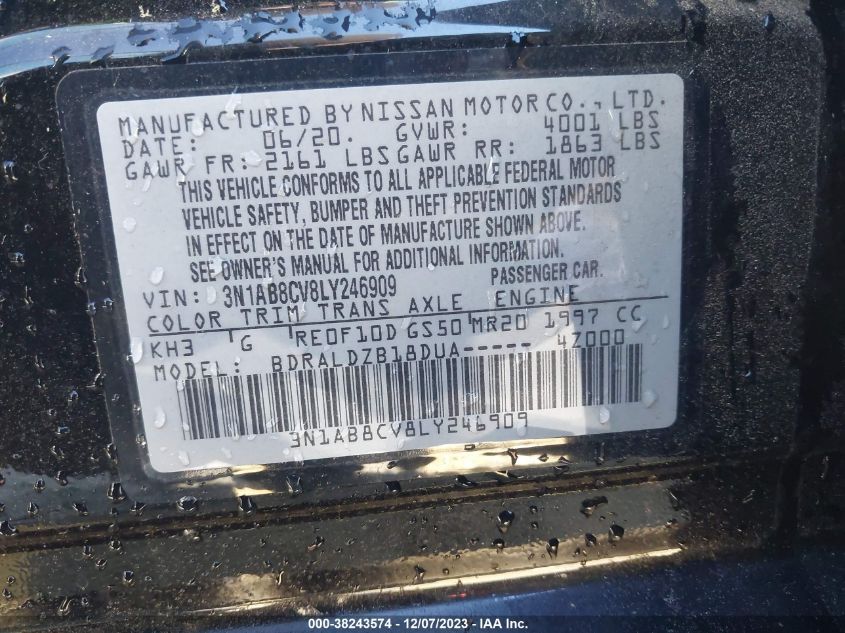 MANUFACTURED BY NISSAN MOTOR CO., LTD.
DATE: 06/20. GVWR: 4001 LBS
GAWR FR: 2161 LBS GAWR RR: 1863 LBS
THIS VEHICLE CONFORMS TO ALL APPLICABLE FEDERAL MOTOR
VEHICLE SAFETY, BUMPER AND THEFT PREVENTION STANDARDS
IN EFFECT ON THE DATE OF MANUFACTURE SHOWN ABOVE.
SEE OWNER'S MANUAL FOR ADDITIONAL INFORMATION.
VIN: 3N1AB8CV8LY246909 PASSENGER CAR.
COLOR TRIM TRANS AXLE ENGINE
KH3 G RE0F10D GS50 MR20 1997 CC
MODEL: BDRALDZB18DUA----- 4Z000
3N1AB8CV8LY246909
000-38243574 - 12/07/2023 - IAA Inc.